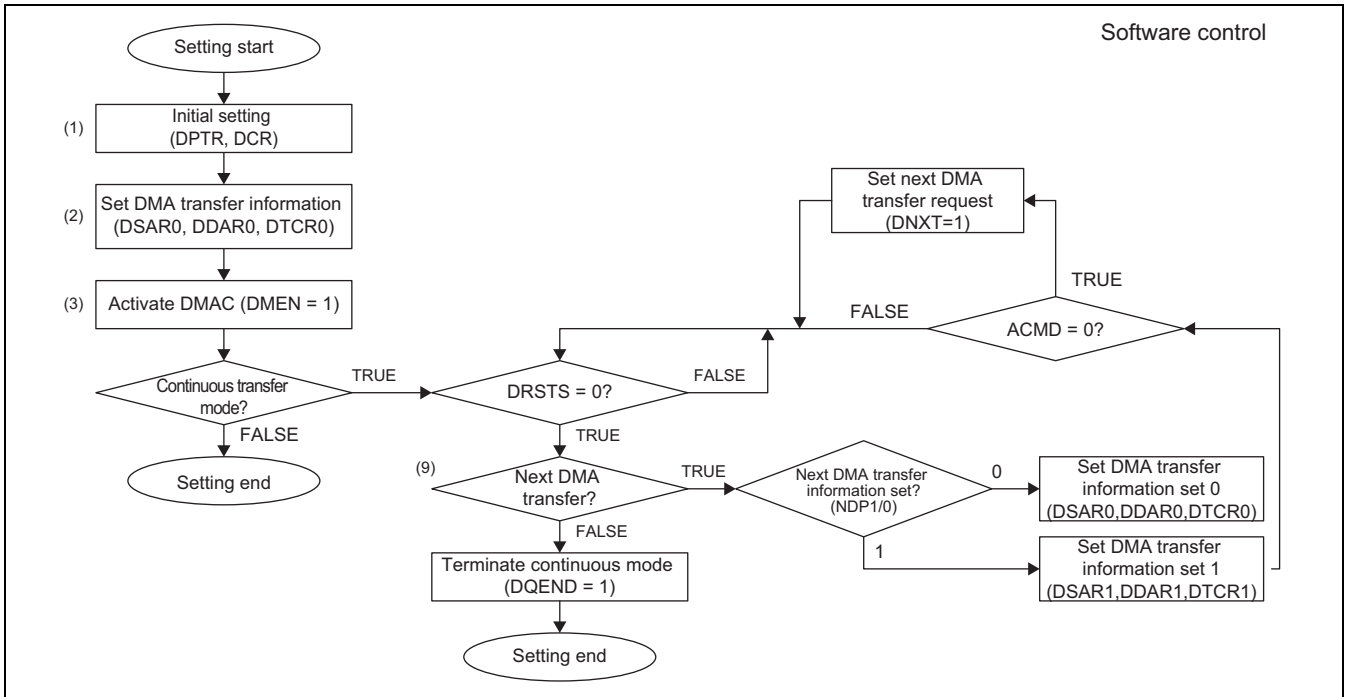 Software control
Setting start
(1)
Initial setting
(DPTR, DCR)
(2)
Set DMA transfer information
(DSAR0, DDAR0, DTCR0)
(3)
Activate DMAC (DMEN = 1)
Continuous transfer
mode?
TRUE
FALSE
Setting end
DRSTS = 0?
FALSE
TRUE
(9)
Next DMA
transfer?
TRUE
FALSE
Terminate continuous mode
(DQEND = 1)
Setting end
Next DMA transfer
information set?
(NDP1/0)
0
1
Set DMA transfer
information set 0
(DSAR0,DDAR0,DTCR0)
Set DMA transfer
information set 1
(DSAR1,DDAR1,DTCR1)
ACMD = 0?
FALSE
TRUE
Set next DMA
transfer request
(DNXT=1)